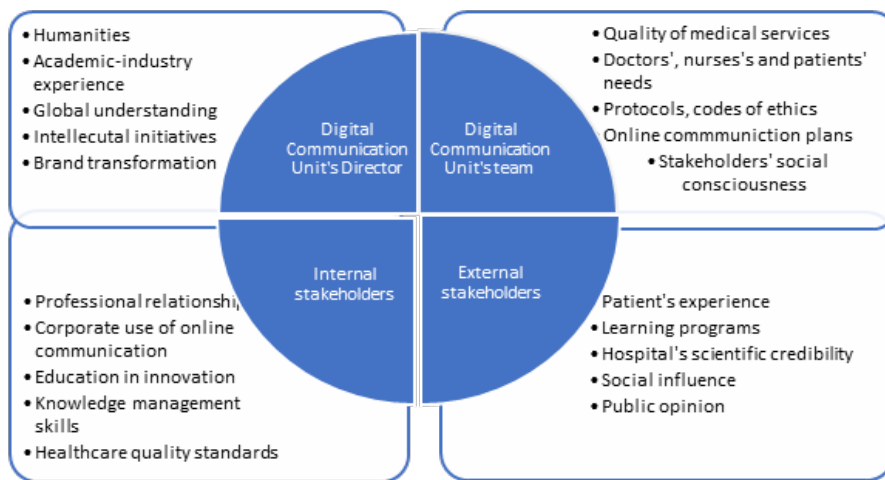 • Humanities
• Academic-industry
experience
• Global understanding
• Intellecutal initiatives
• Brand transformation
• Quality of medical services
• Doctors', nurses's and patients'
needs
• Protocols, codes of ethics
• Online commmuniction plans
• Stakeholders' social
consciousness
Digital
Communication
Unit's Director
Digital
Communication
Unit's team
Internal
stakeholders
External
stakeholders
• Professional relationship
• Corporate use of online
communication
• Education in innovation
• Knowledge management
skills
• Healthcare quality standards
Patient's experience
• Learning programs
• Hospital's scientific credibility
• Social influence
• Public opinion